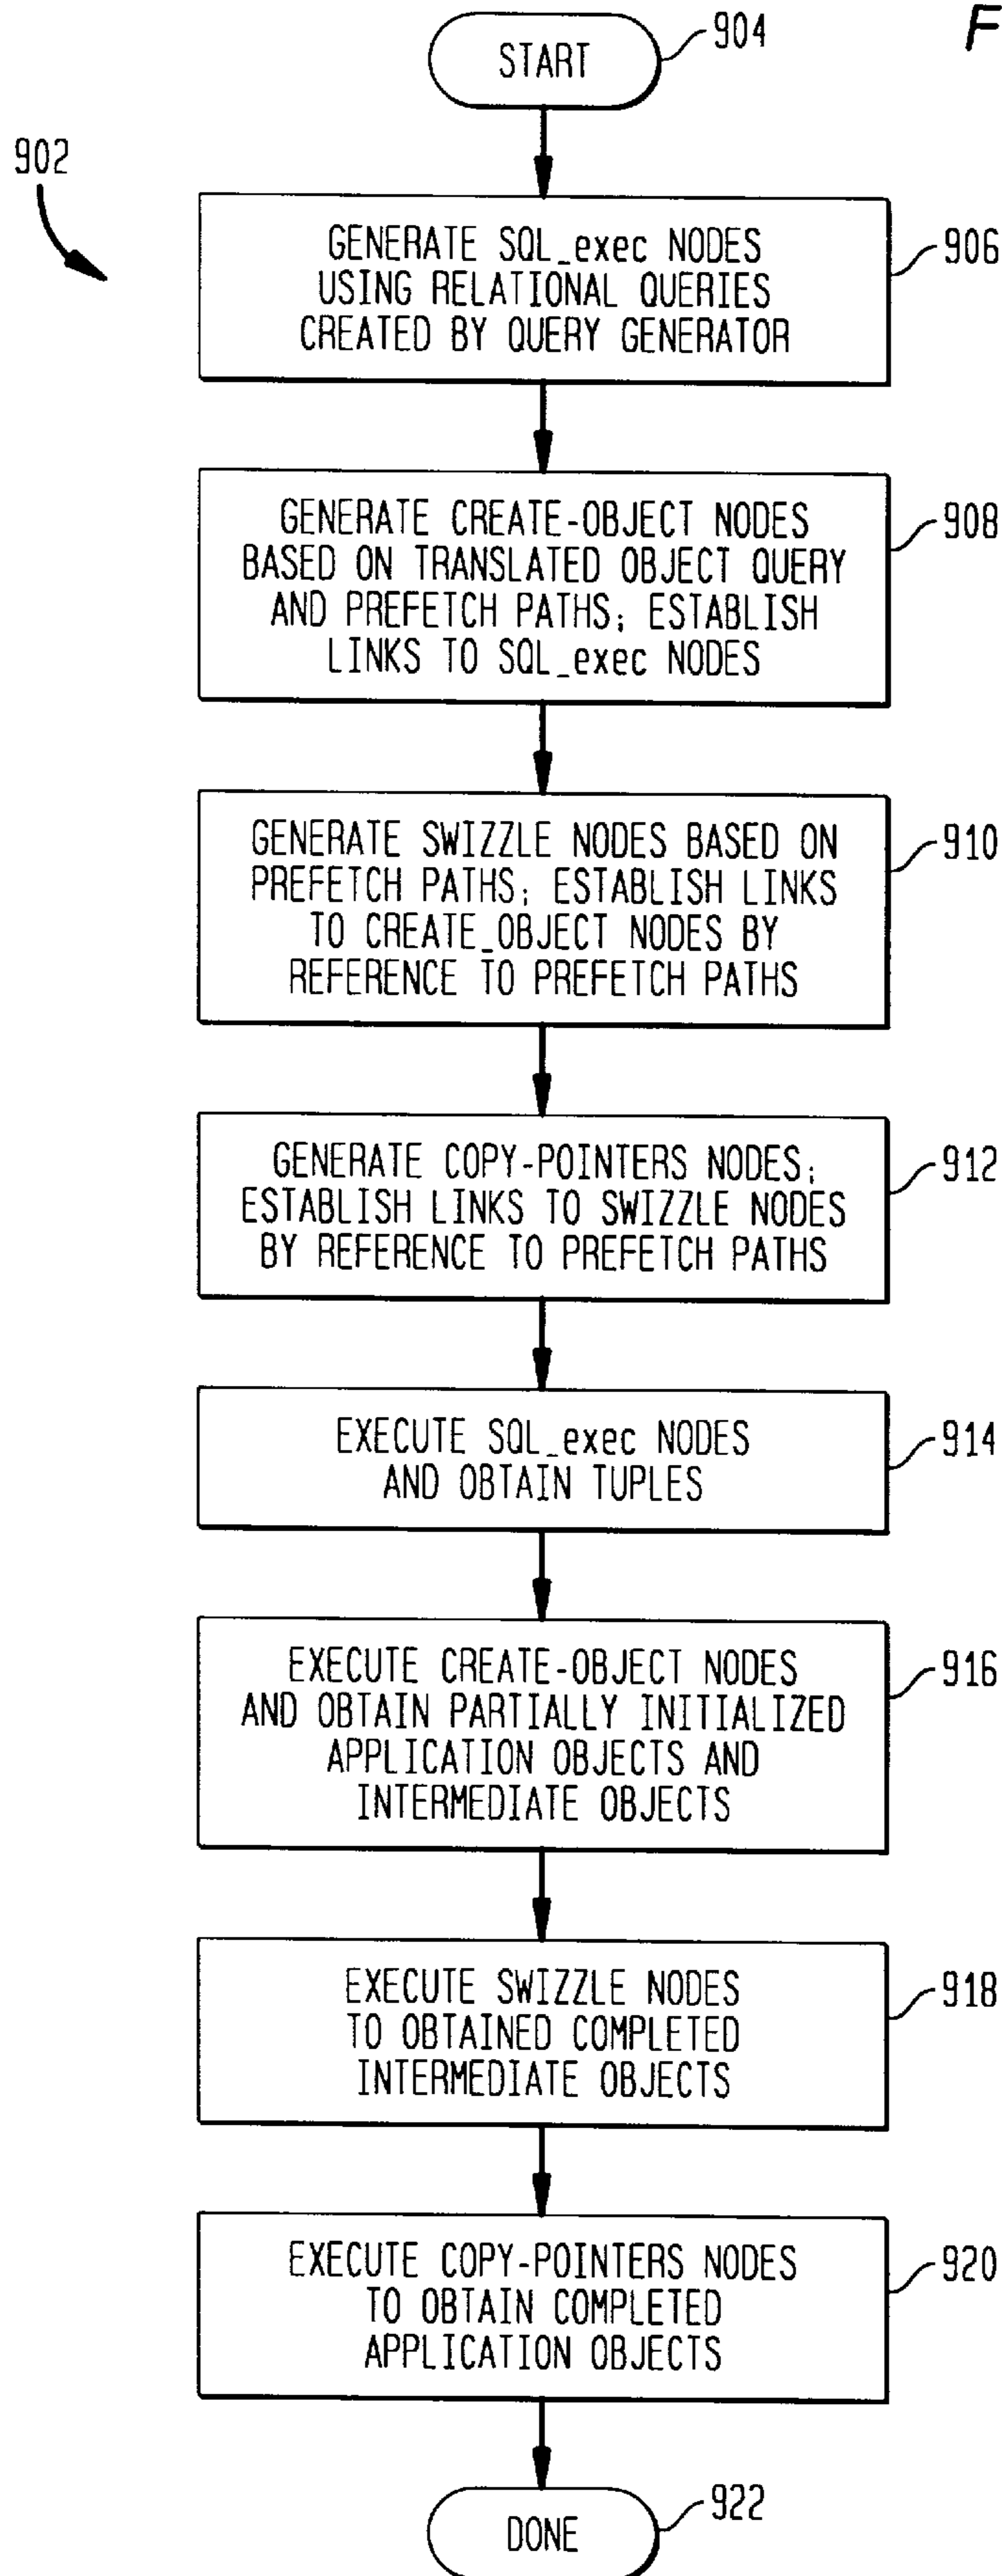 F
START
904
902
GENERATE SQL_exec NODES
USING RELATIONAL QUERIES
CREATED BY QUERY GENERATOR
906
GENERATE CREATE-OBJECT NODES
BASED ON TRANSLATED OBJECT QUERY
AND PREFETCH PATHS; ESTABLISH
LINKS TO SQL_exec NODES
908
GENERATE SWIZZLE NODES BASED ON
PREFETCH PATHS; ESTABLISH LINKS
TO CREATE_OBJECT NODES BY
REFERENCE TO PREFETCH PATHS
910
GENERATE COPY-POINTERS NODES;
ESTABLISH LINKS TO SWIZZLE NODES
BY REFERENCE TO PREFETCH PATHS
912
EXECUTE SQL_exec NODES
AND OBTAIN TUPLES
914
EXECUTE CREATE-OBJECT NODES
AND OBTAIN PARTIALLY INITIALIZED
APPLICATION OBJECTS AND
INTERMEDIATE OBJECTS
916
EXECUTE SWIZZLE NODES
TO OBTAINED COMPLETED
INTERMEDIATE OBJECTS
918
EXECUTE COPY-POINTERS NODES
TO OBTAIN COMPLETED
APPLICATION OBJECTS
920
DONE
922